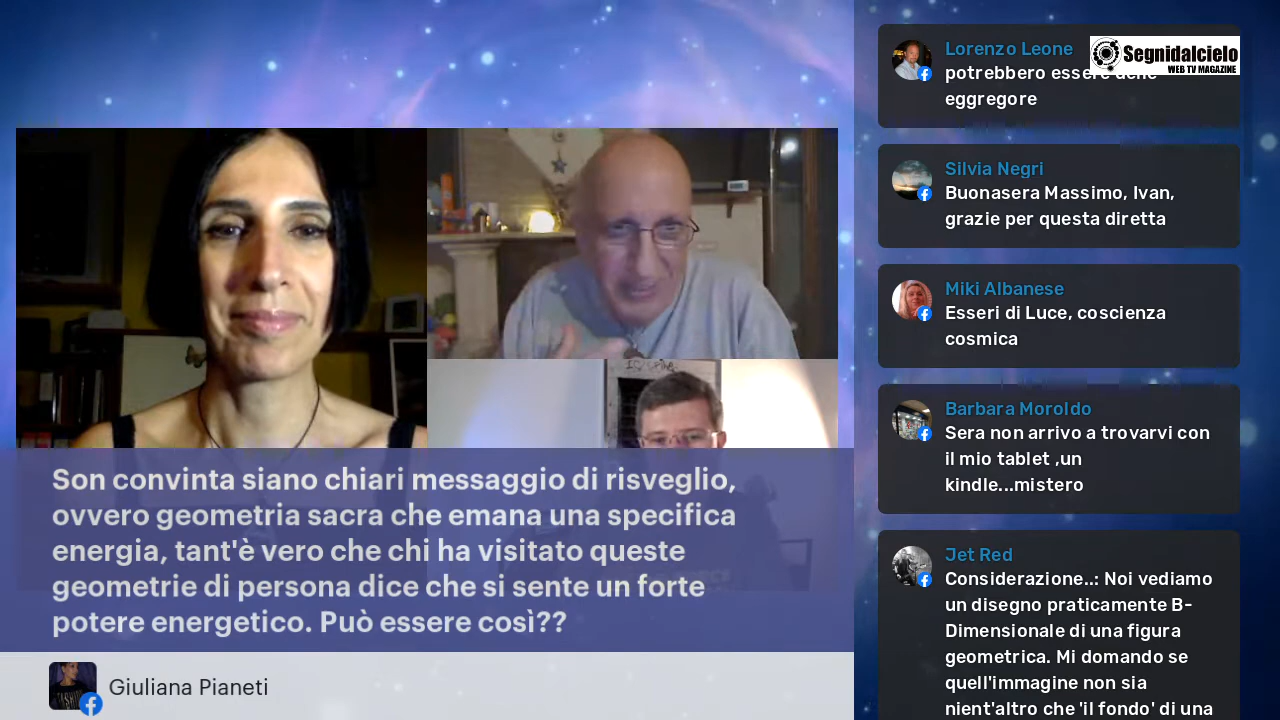 Son convinta siano chiari messaggio di risveglio,
ovvero geometria sacra che emana una specifica
energia, tant'è vero che chi ha visitato queste
geometrie di persona dice che si sente un forte
potere energetico. Può essere così??
Giuliana Pianeti
Segnidalcielo
WEB TV MAGAZINE
Lorenzo Leone
potrebbero essere delle
eggregore
Silvia Negri
Buonasera Massimo, Ivan,
grazie per questa diretta
Miki Albanese
Esseri di Luce, coscienza
cosmica
Barbara Moroldo
Sera non arrivo a trovarvi con
il mio tablet ,un
kindle...mistero
Jet Red
Considerazione..: Noi vediamo
un disegno praticamente B-
Dimensionale di una figura
geometrica. Mi domando se
quell'immagine non sia
nient'altro che 'il fondo' di una